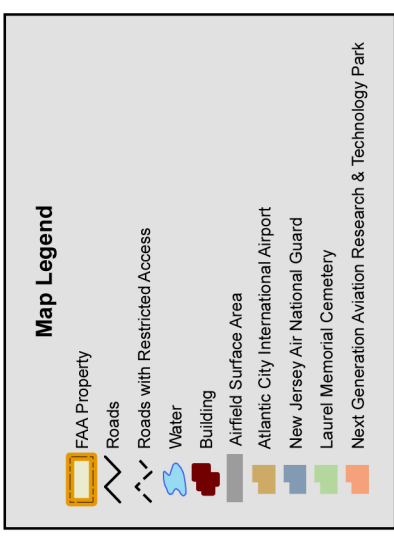 Map Legend
FAA Property
Roads
Roads with Restricted Access
Water
Building
Airfield Surface Area
Atlantic City International Airport
New Jersey Air National Guard
Laurel Memorial Cemetery
Next Generation Aviation Research & Technology Park